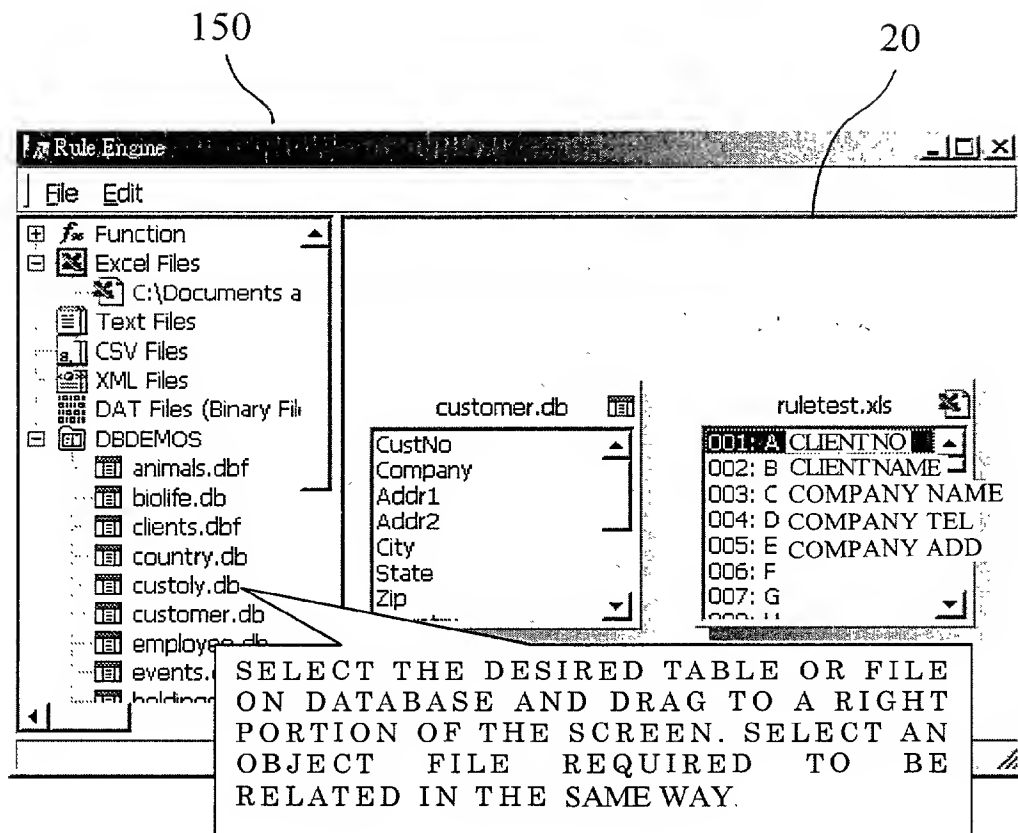 150
20
Rule Engine
File Edit
Function
Excel Files
C:\Documents a
Text Files
CSV Files
XML Files
DAT Files (Binary Fil
DBDEMOS
animals.dbf
biolife.db
clients.dbf
country.db
custoly.db
customer.db
employee.db
events.
holdings
customer.db
CustNo
Company
Addr1
Addr2
City
State
Zip
ruletest.xls
001: A CLIENT NO
002: B CLIENT NAME
003: C COMPANY NAME
004: D COMPANY TEL
005: E COMPANY ADD
006: F
007: G
SELECT THE DESIRED TABLE OR FILE
ON DATABASE AND DRAG TO A RIGHT
PORTION OF THE SCREEN. SELECT AN
OBJECT FILE REQUIRED TO BE
RELATED IN THE SAME WAY.